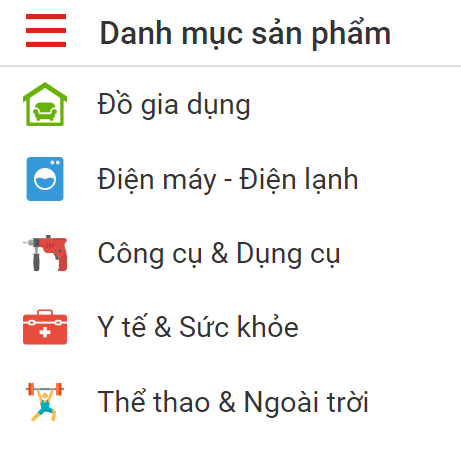 Danh mục sản phẩm
Đồ gia dụng
Điện máy - Điện lạnh
Công cụ & Dụng cụ
Y tế & Sức khỏe
Thể thao & Ngoài trời